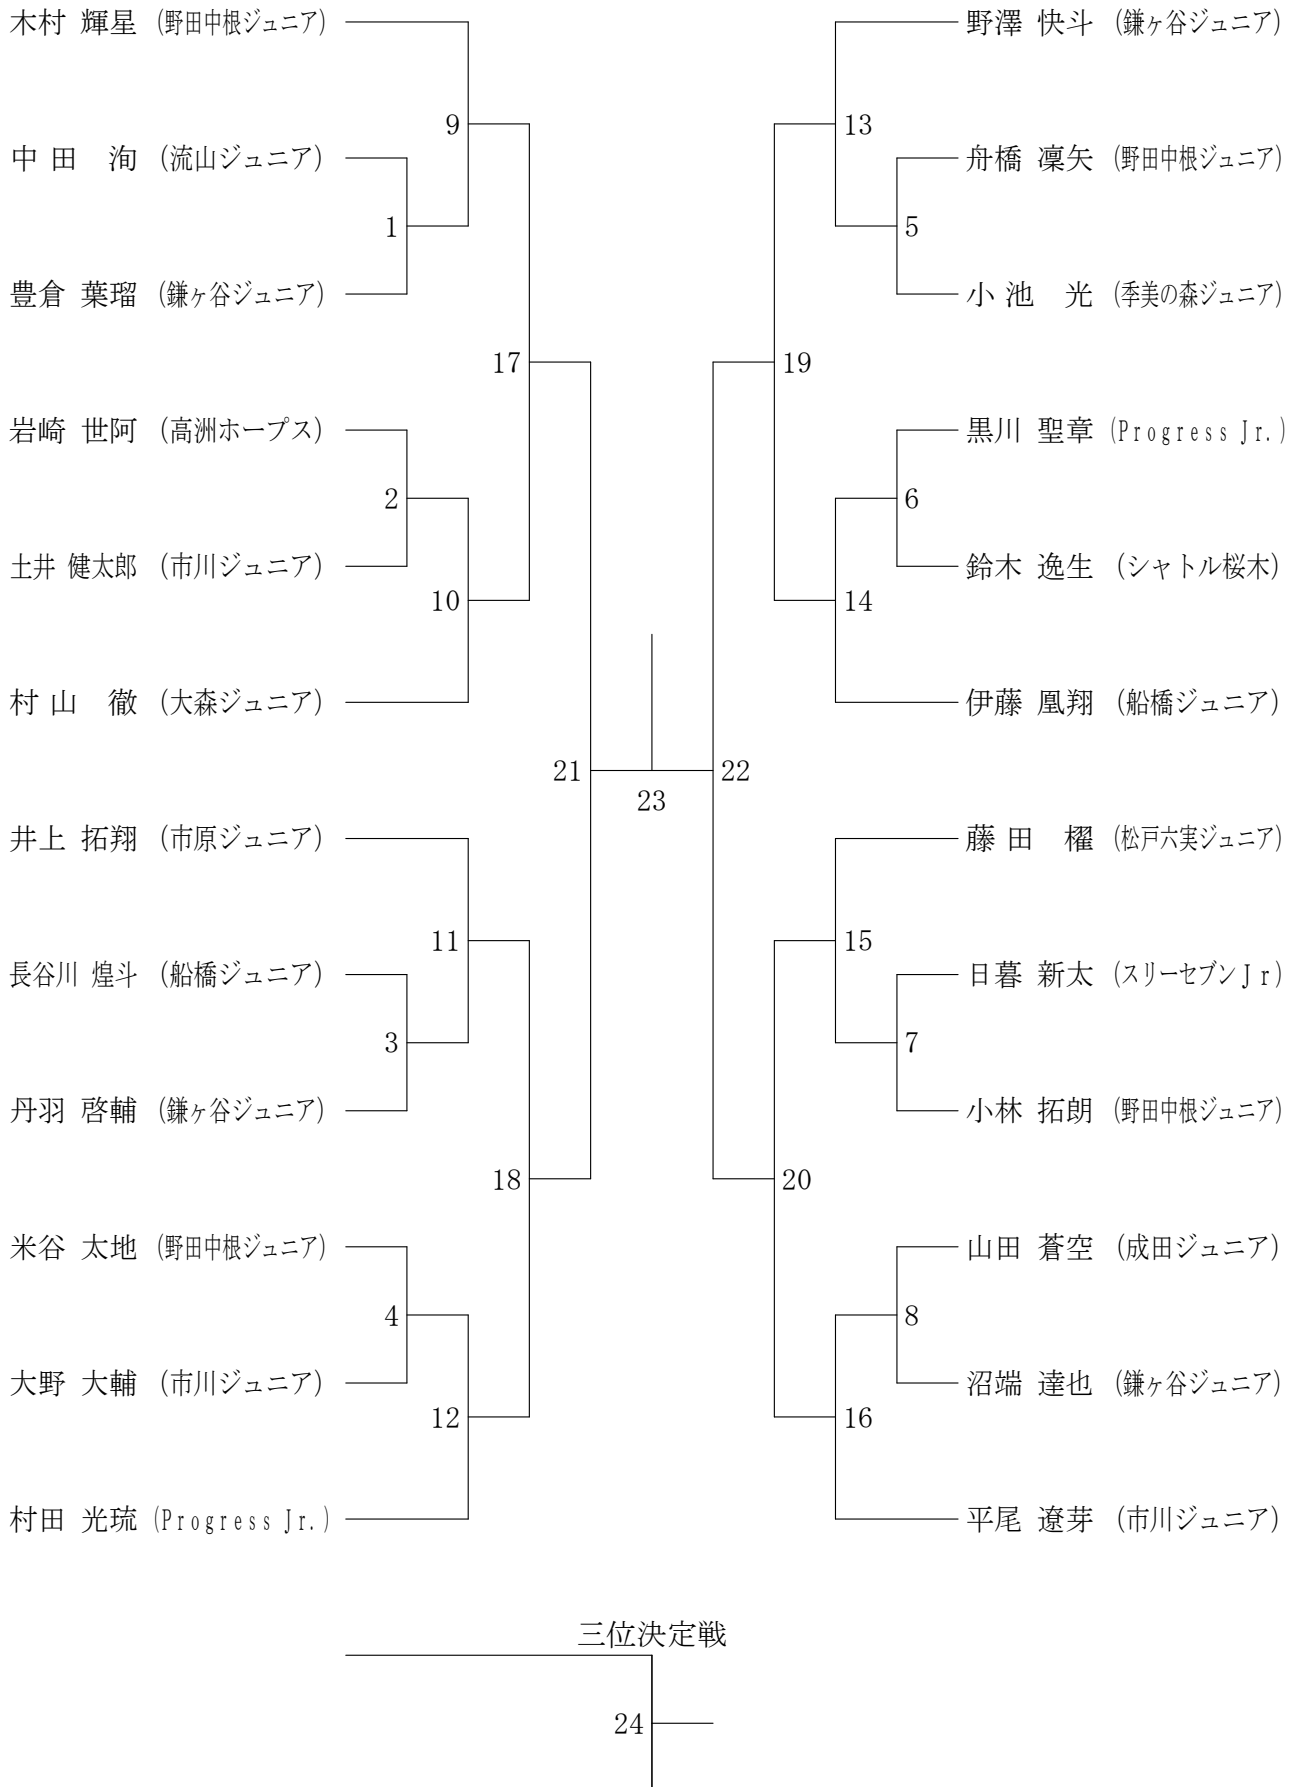 木村 輝星 (野田中根ジュニア)
9
中田 洵 (流山ジュニア)
1
豊倉 葉瑠 (鎌ヶ谷ジュニア)
17
岩崎 世阿 (高洲ホープス)
2
土井 健太郎 (市川ジュニア)
10
村山 徹 (大森ジュニア)
21
井上 拓翔 (市原ジュニア)
11
長谷川 煌斗 (船橋ジュニア)
3
丹羽 啓輔 (鎌ヶ谷ジュニア)
18
米谷 太地 (野田中根ジュニア)
4
大野 大輔 (市川ジュニア)
12
村田 光琉 (Progress Jr.)
23
野澤 快斗 (鎌ヶ谷ジュニア)
13
舟橋 凜矢 (野田中根ジュニア)
5
小池 光 (季美の森ジュニア)
19
黒川 聖章 (Progress Jr.)
6
鈴木 逸生 (シャトル桜木)
14
伊藤 凰翔 (船橋ジュニア)
22
藤田 櫂 (松戸六実ジュニア)
15
日暮 新太 (スリーセブンJr)
7
小林 拓朗 (野田中根ジュニア)
20
山田 蒼空 (成田ジュニア)
8
沼端 達也 (鎌ヶ谷ジュニア)
16
平尾 遼芽 (市川ジュニア)
三位決定戦
24